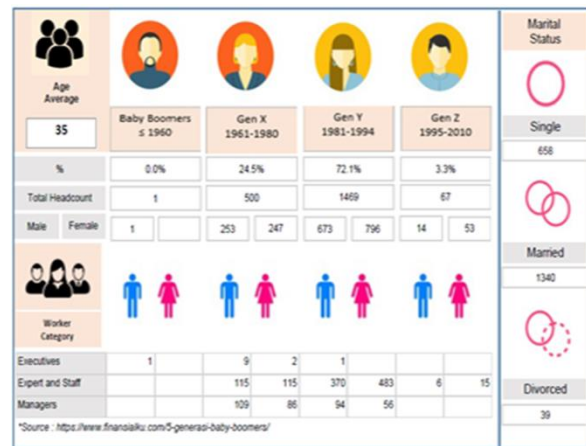 Age
Average
35
Baby Boomers
≤ 1960
Gen X
1961-1980
Gen Y
1981-1994
Gen Z
1995-2010
% 0.0% 24.5% 72.1% 3.3%
Total Headcount 1 500 1469 67
Male Female 1 253 247 673 796 14 53
Worker
Category
Executives 1 9 2 1
Expert and Staff 115 115 370 483 6 15
Managers 109 86 94 56
*Source : https://www.finansialku.com/5-generasi-baby-boomers/
Marital
Status
Single
658
Married
1340
Divorced
39